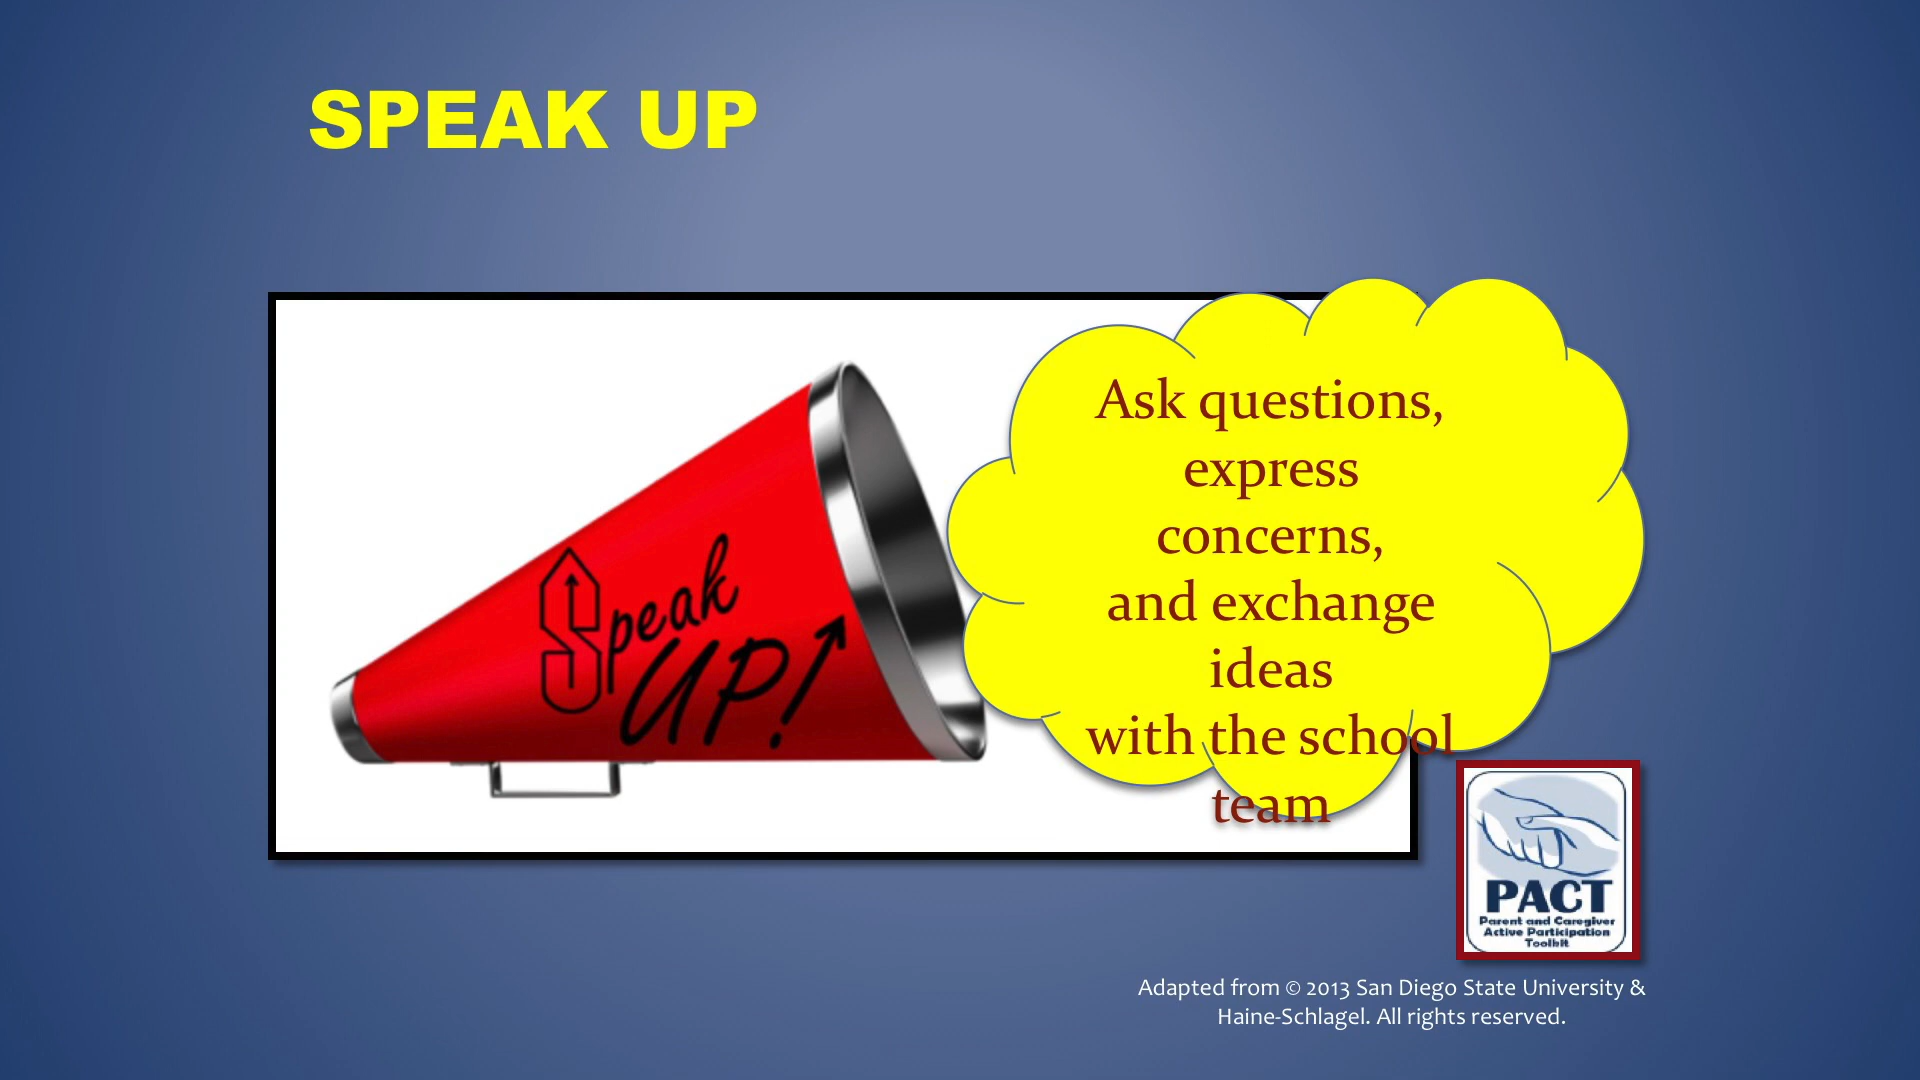 SPEAK UP
Speak
UP!
Ask questions,
express
concerns,
and exchange
ideas
with the school
team
PACT
Parent and Caregiver
Active Participation
Toolkit
Adapted from © 2013 San Diego State University &
Haine-Schlagel. All rights reserved.